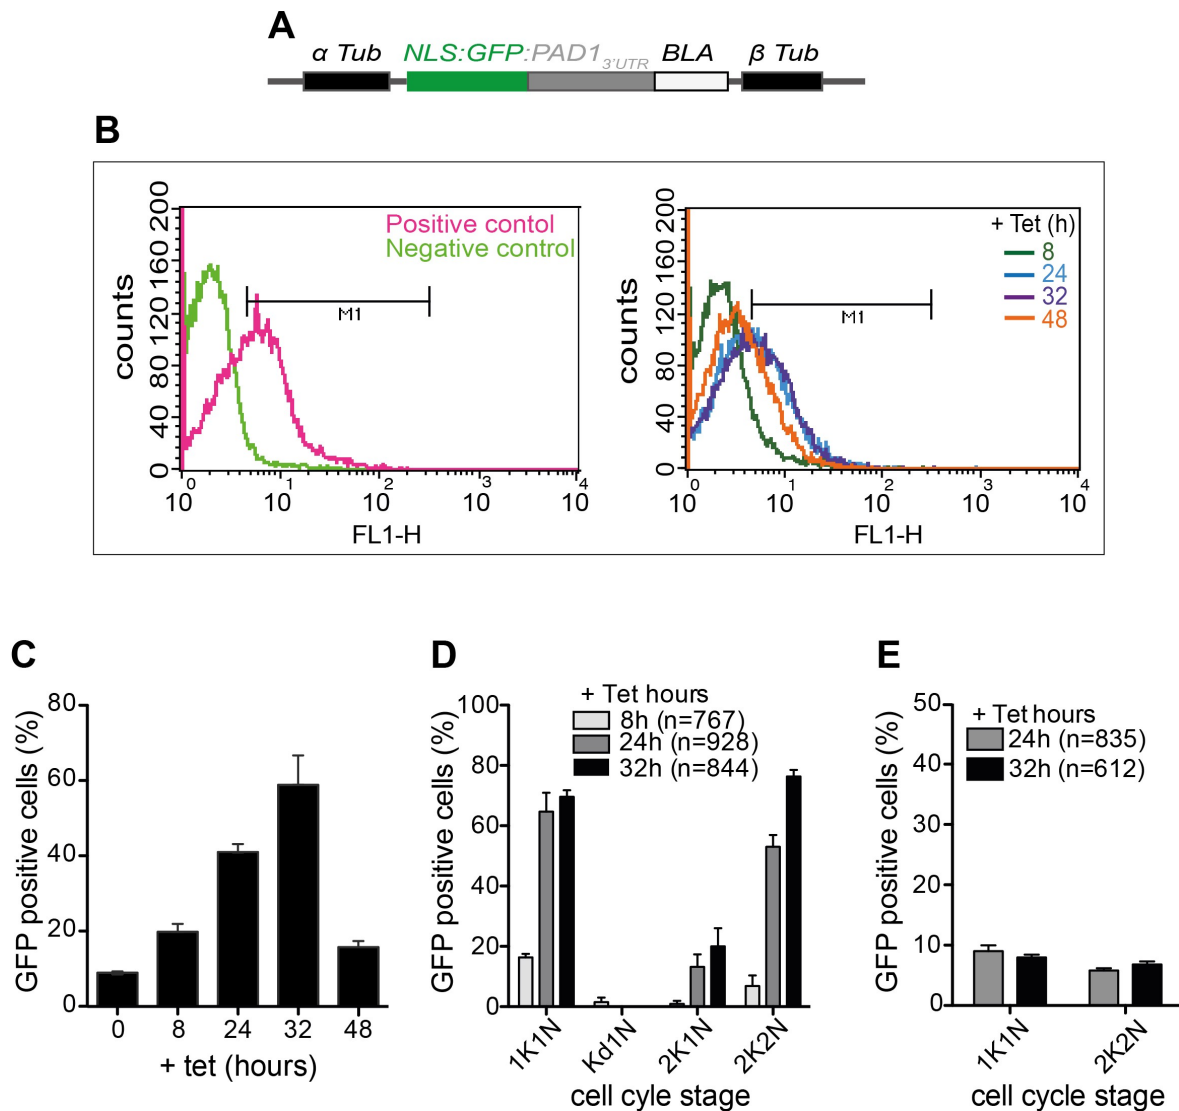 A
α Tub NLS:GFP:PAD1 3'UTR BLA β Tub
B
counts
0 40 80 120 160 200
Positive contol
Negative control
M1
10^0 10^1 10^2 10^3 10^4
FL1-H
counts
0 40 80 120 160 200
+ Tet (h)
8
24
32
48
M1
10^0 10^1 10^2 10^3 10^4
FL1-H
C
GFP positive cells (%)
80
60
40
20
0
0 8 24 32 48
+ tet (hours)
D
GFP positive cells (%)
100
80
60
40
20
0
+ Tet hours
8h (n=767)
24h (n=928)
32h (n=844)
1K1N Kd1N 2K1N 2K2N
cell cyle stage
E
GFP positive cells (%)
50
40
30
20
10
0
+ Tet hours
24h (n=835)
32h (n=612)
1K1N 2K2N
cell cycle stage